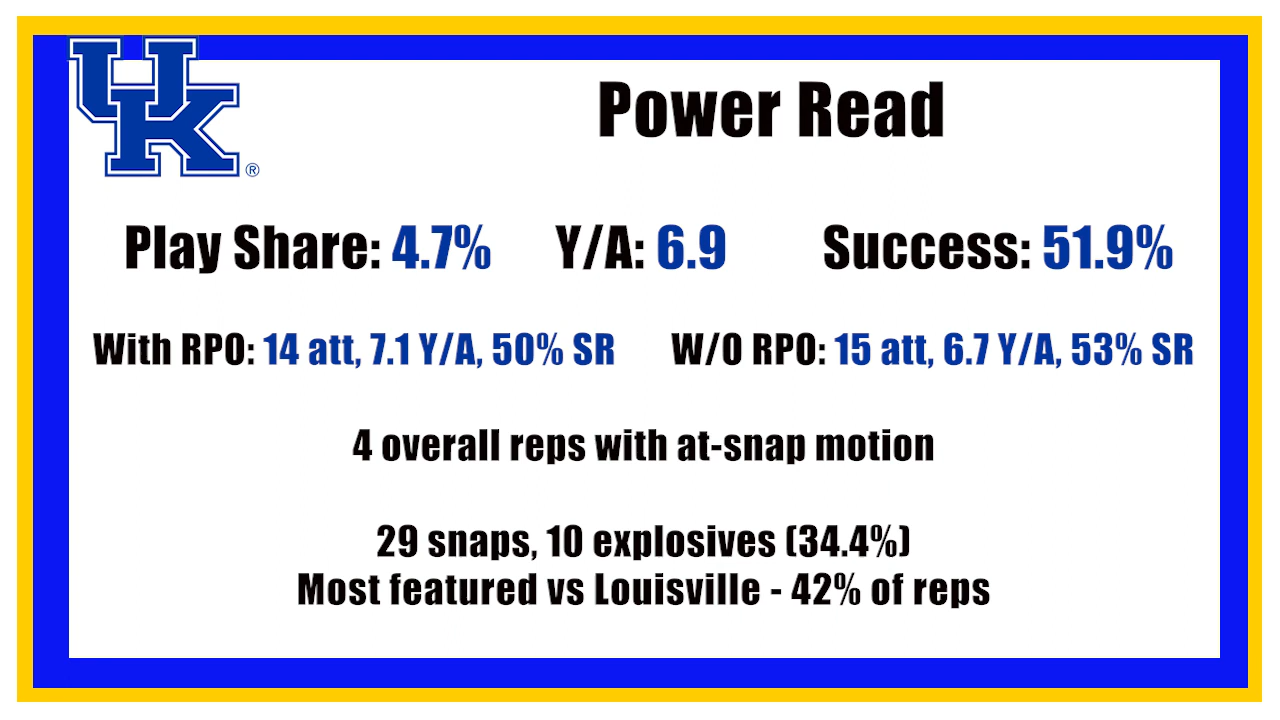 UK ®
Power Read
Play Share: 4.7% Y/A: 6.9 Success: 51.9%
With RPO: 14 att, 7.1 Y/A, 50% SR W/O RPO: 15 att, 6.7 Y/A, 53% SR
4 overall reps with at-snap motion
29 snaps, 10 explosives (34.4%)
Most featured vs Louisville - 42% of reps